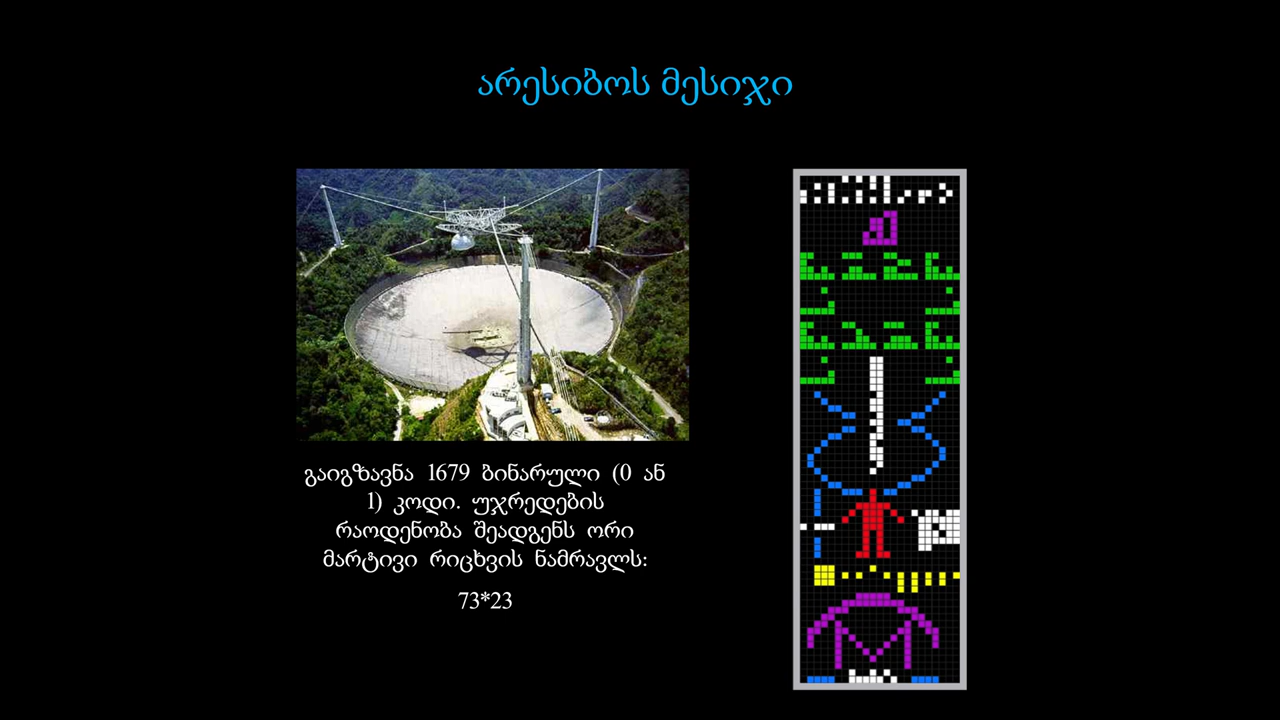 არესიბოს მესიჯი
გაიგზავნა 1679 ბინარული (0 ან
1) კოდი. უჯრედების
რაოდენობა შეადგენს ორი
მარტივი რიცხვის ნამრავლს:
73*23